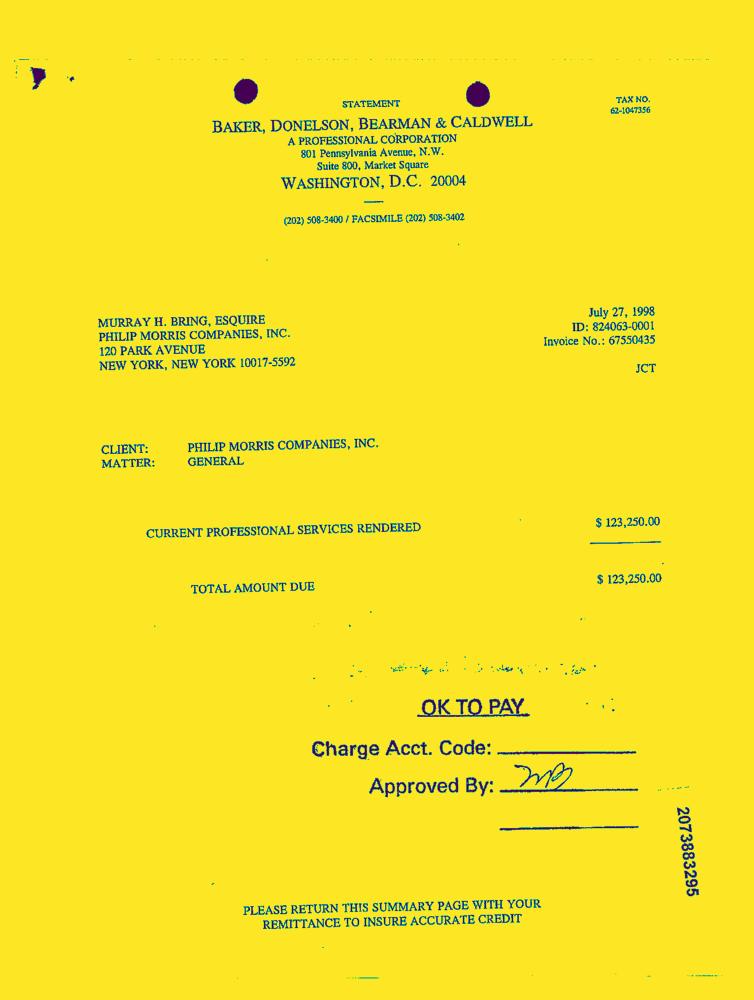 STATEMENT
TAX NO.
62-1047356
BAKER, DONELSON, BEARMAN & CALDWELL
A PROFESSIONAL CORPORATION
801 Pennsylvania Avenue, N.W.
Suite 800, Market Square
WASHINGTON, D.C. 20004
(202) 508-3400 / FACSIMILE (202) 508-3402
MURRAY H. BRING, ESQUIRE
PHILIP MORRIS COMPANIES, INC.
120 PARK AVENUE
NEW YORK, NEW YORK 10017-5592
July 27, 1998
ID: 824063-0001
Invoice No.: 67550435
JCT
CLIENT: PHILIP MORRIS COMPANIES, INC.
MATTER: GENERAL
CURRENT PROFESSIONAL SERVICES RENDERED $ 123,250.00
TOTAL AMOUNT DUE $ 123,250.00
OK TO PAY
Charge Acct. Code:
Approved By:
2073883295
PLEASE RETURN THIS SUMMARY PAGE WITH YOUR
REMITTANCE TO INSURE ACCURATE CREDIT